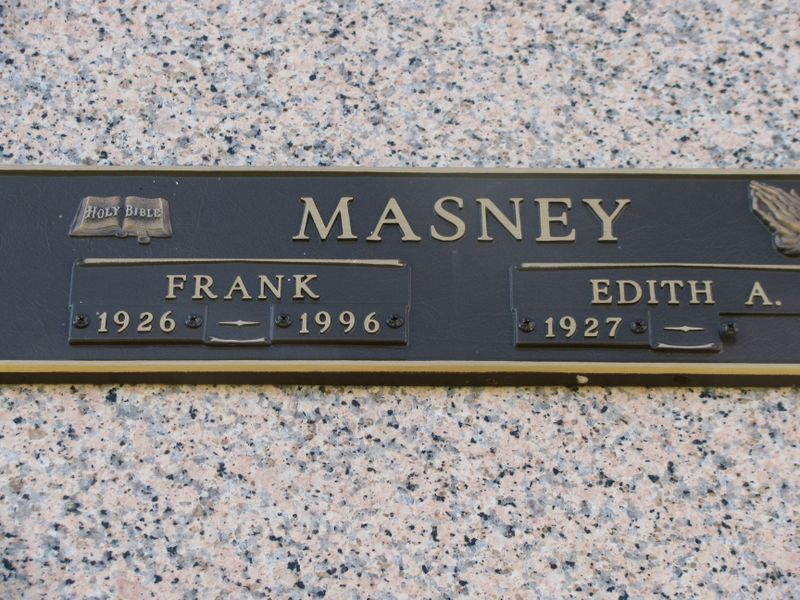 HOLY BIBLE
MASNEY
FRANK
1926 – 1996
EDITH A.
1927 –